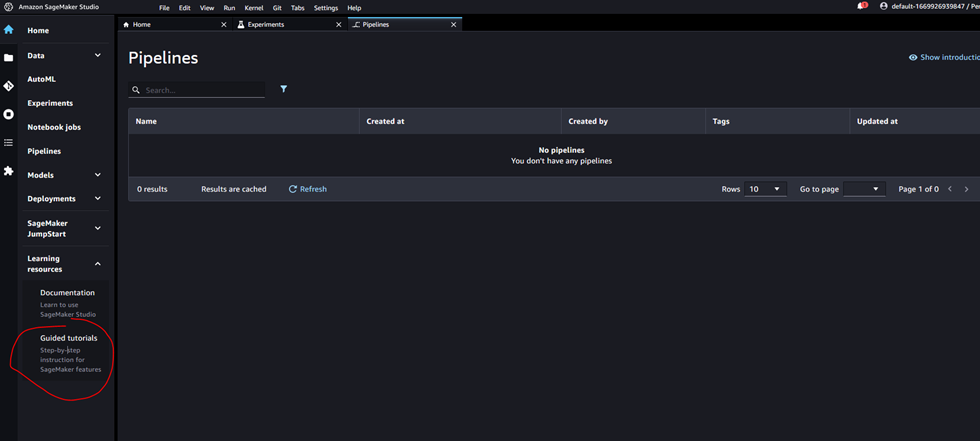 Amazon SageMaker Studio
File Edit View Run Kernel Git Tabs Settings Help
default-1669926939847 / Per
Home
Experiments
Pipelines
Home
Data
AutoML
Experiments
Notebook jobs
Pipelines
Models
Deployments
SageMaker
JumpStart
Learning
resources
Documentation
Learn to use
SageMaker Studio
Guided tutorials
Step-by-step
instruction for
SageMaker features
Pipelines
Show introductio
Search...
Name Created at Created by Tags Updated at
No pipelines
You don't have any pipelines
0 results Results are cached Refresh Rows 10 Go to page Page 1 of 0